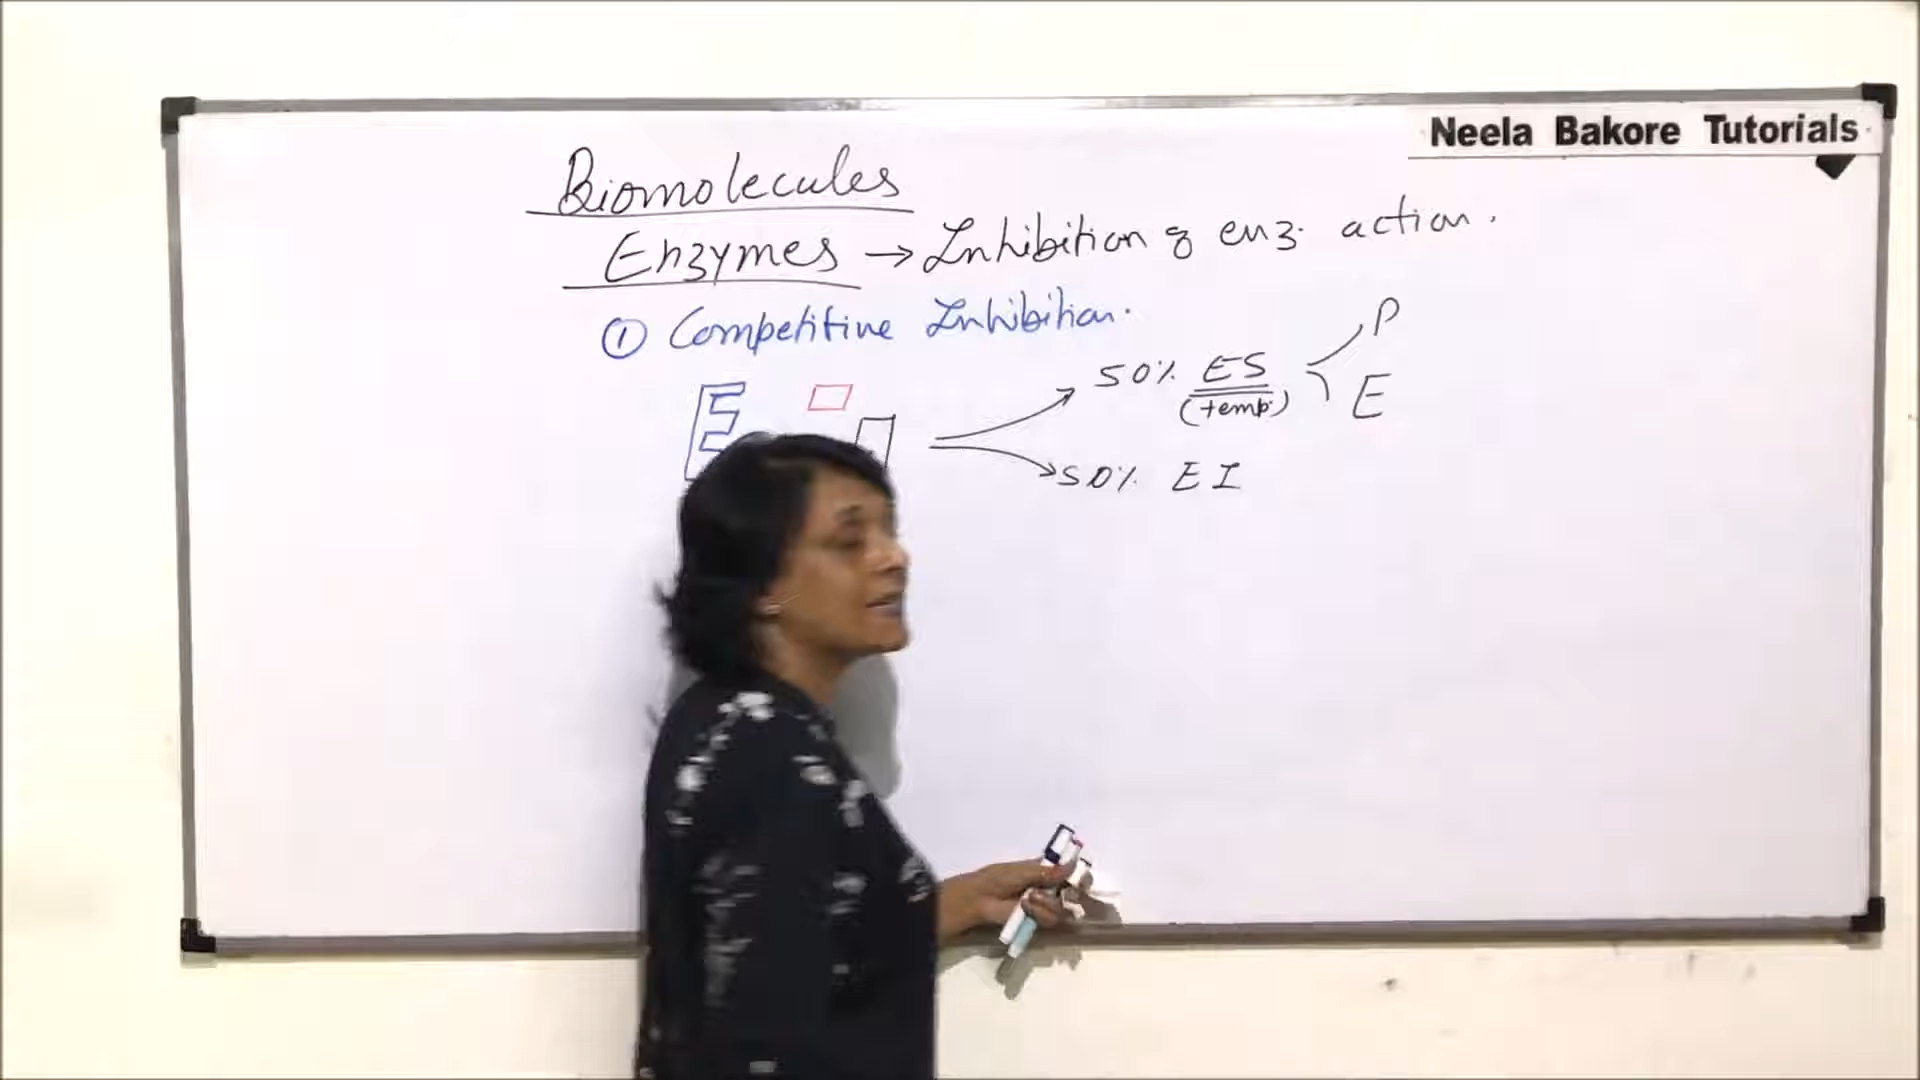 Neela Bakore Tutorials
Biomolecules
Enzymes → Inhibition of enz. action.
① Competitive Inhibition.
P
50% ES
(temp.)
E
50% EI